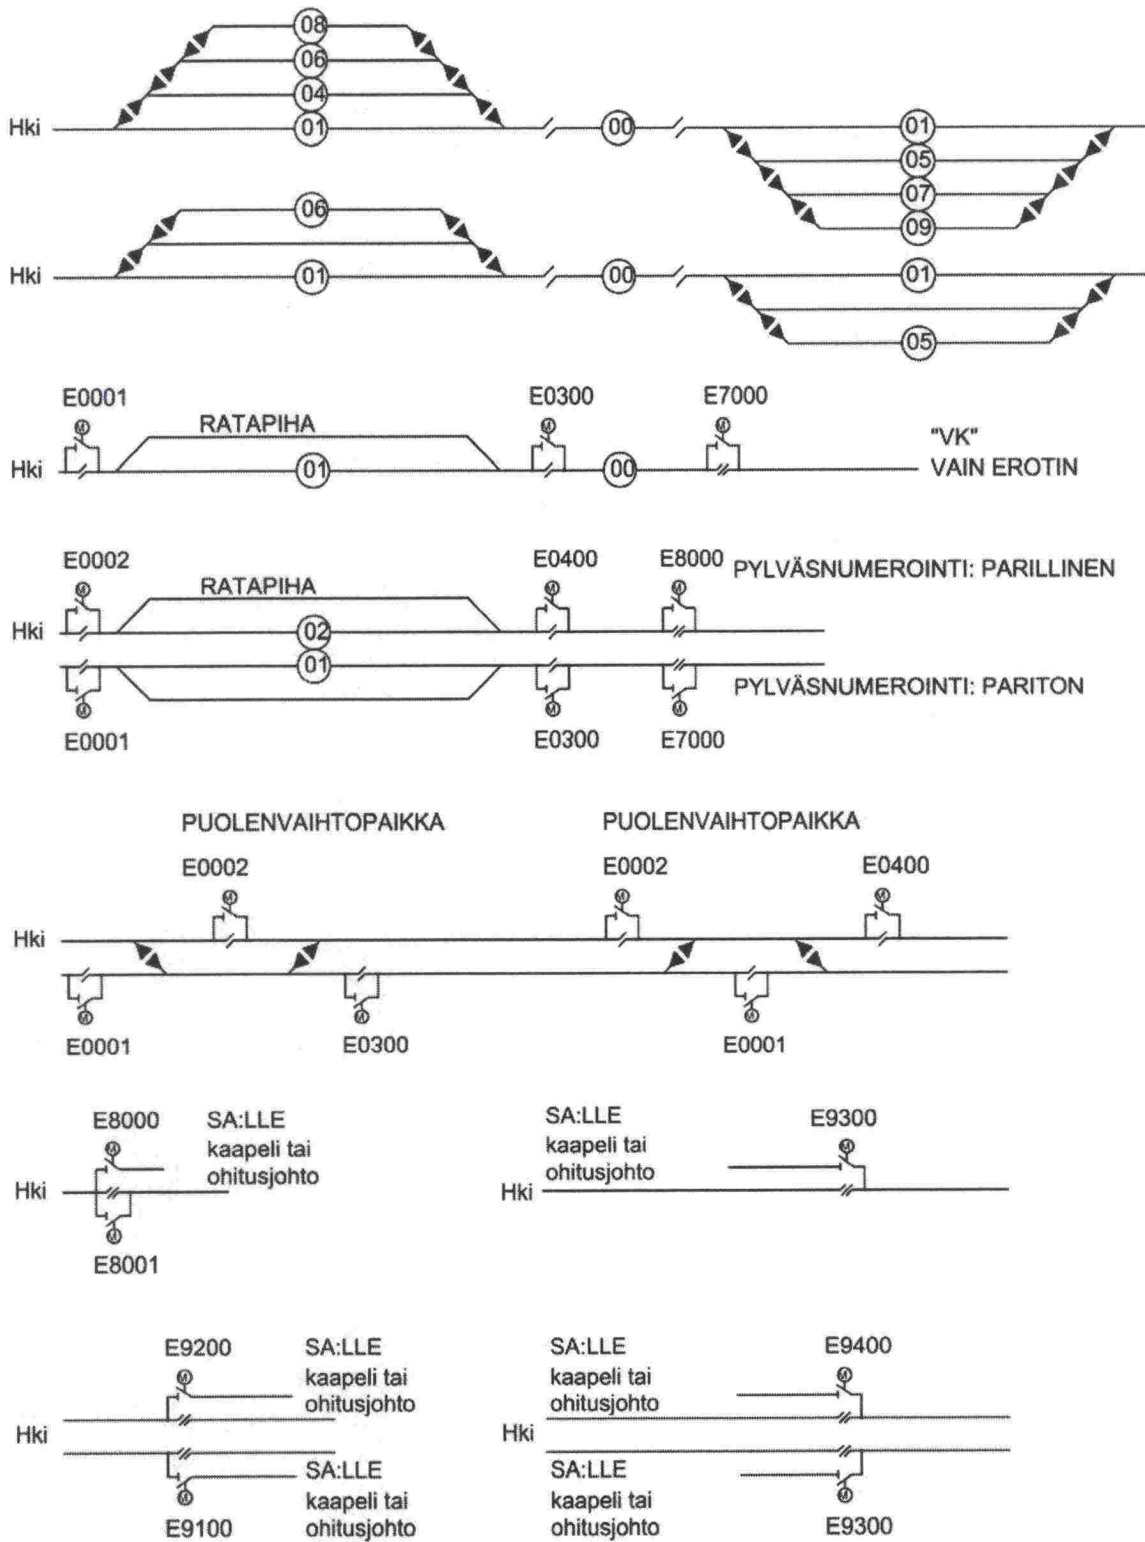 08
06
04
Hki 01 00 01
05
07
09
06
Hki 01 00 01
05
E0001 E0300 E7000
RATAPIHA
"VK"
Hki 01 00 VAIN EROTIN
E0002 E0400 E8000
PYLVÄSNUMEROINTI: PARILLINEN
RATAPIHA
Hki 02
01
PYLVÄSNUMEROINTI: PARITON
E0001 E0300 E7000
PUOLENVAIHTOPAIKKA PUOLENVAIHTOPAIKKA
E0002 E0002 E0400
Hki
E0001 E0300 E0001
E8000
SA:LLE
kaapeli tai
ohitusjohto
Hki
E8001
SA:LLE
kaapeli tai
ohitusjohto
E9300
Hki
E9200
SA:LLE
kaapeli tai
ohitusjohto
Hki
SA:LLE
kaapeli tai
ohitusjohto
E9100
SA:LLE
kaapeli tai
ohitusjohto
E9400
Hki
SA:LLE
kaapeli tai
ohitusjohto
E9300